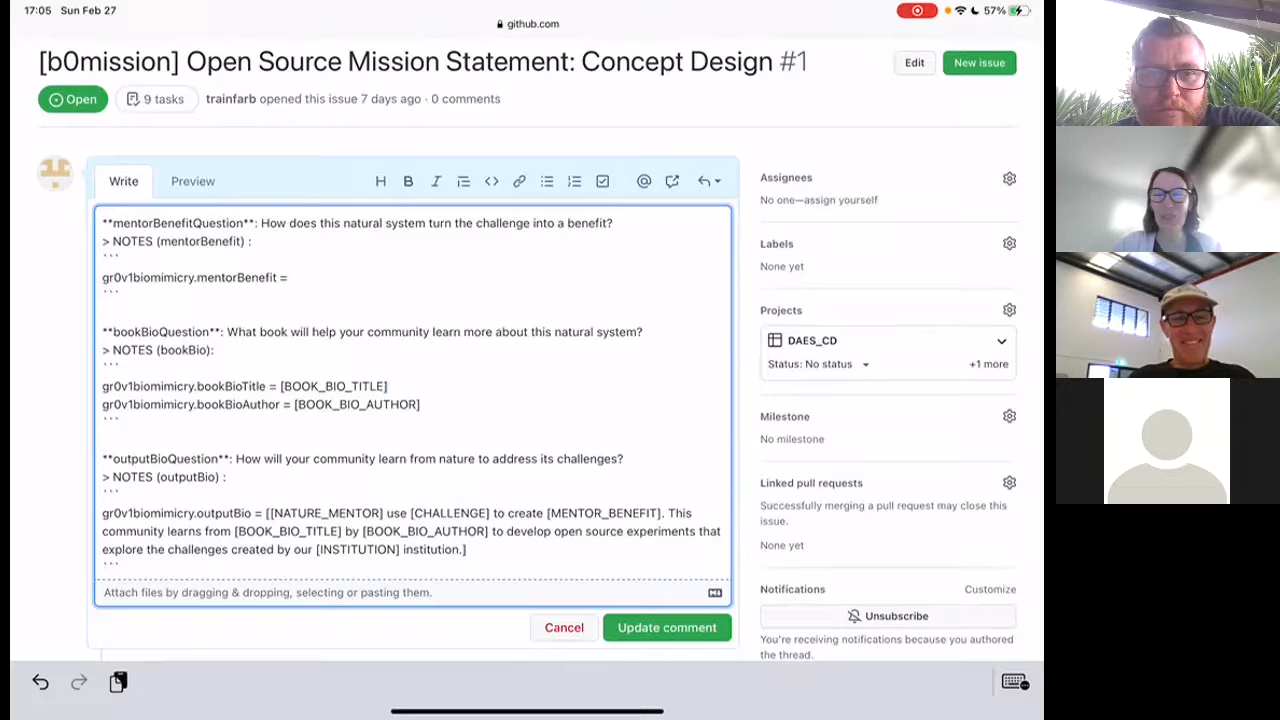 17:05 Sun Feb 27
57%
github.com
[b0mission] Open Source Mission Statement: Concept Design #1
Edit
New issue
Open
9 tasks
trainfarb opened this issue 7 days ago · 0 comments
Write
Preview
**mentorBenefitQuestion**: How does this natural system turn the challenge into a benefit?
> NOTES (mentorBenefit) :
```
gr0v1biomimicry.mentorBenefit =
```
**bookBioQuestion**: What book will help your community learn more about this natural system?
> NOTES (bookBio):
```
gr0v1biomimicry.bookBioTitle = [BOOK_BIO_TITLE]
gr0v1biomimicry.bookBioAuthor = [BOOK_BIO_AUTHOR]
```
**outputBioQuestion**: How will your community learn from nature to address its challenges?
> NOTES (outputBio) :
```
gr0v1biomimicry.outputBio = [[NATURE_MENTOR] use [CHALLENGE] to create [MENTOR_BENEFIT]. This
community learns from [BOOK_BIO_TITLE] by [BOOK_BIO_AUTHOR] to develop open source experiments that
explore the challenges created by our [INSTITUTION] institution.]
```
Attach files by dragging & dropping, selecting or pasting them.
Cancel
Update comment
Assignees
No one—assign yourself
Labels
None yet
Projects
DAES_CD
Status: No status
+1 more
Milestone
No milestone
Linked pull requests
Successfully merging a pull request may close this
issue.
None yet
Notifications
Customize
Unsubscribe
You're receiving notifications because you authored
the thread.